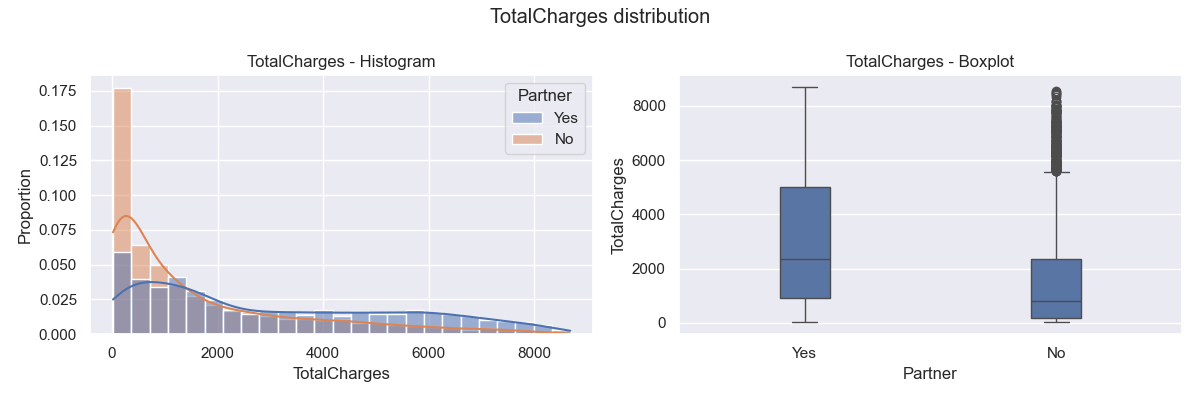 TotalCharges distribution
TotalCharges - Histogram
Proportion
0.175
0.150
0.125
0.100
0.075
0.050
0.025
0.000
Partner
Yes
No
0 2000 4000 6000 8000
TotalCharges
TotalCharges - Boxplot
TotalCharges
8000
6000
4000
2000
0
Yes No
Partner